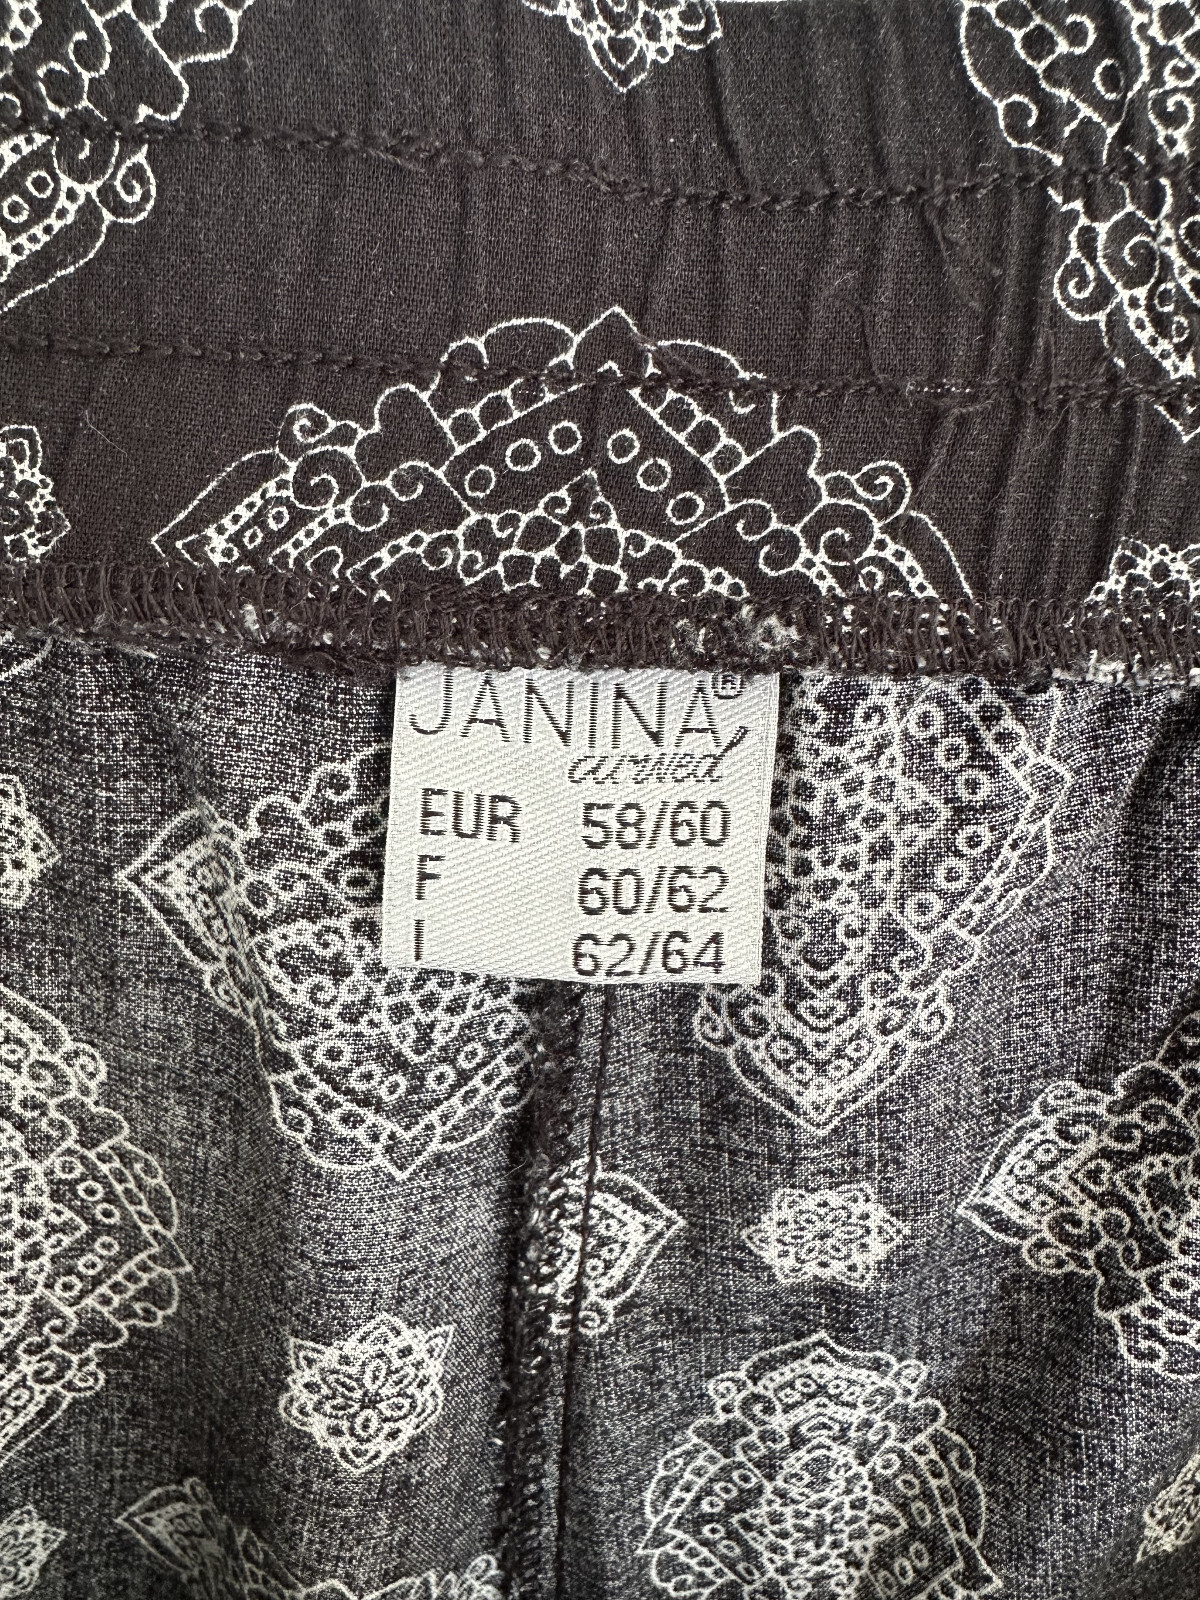 JANINA®
curved
EUR 58/60
F 60/62
I 62/64